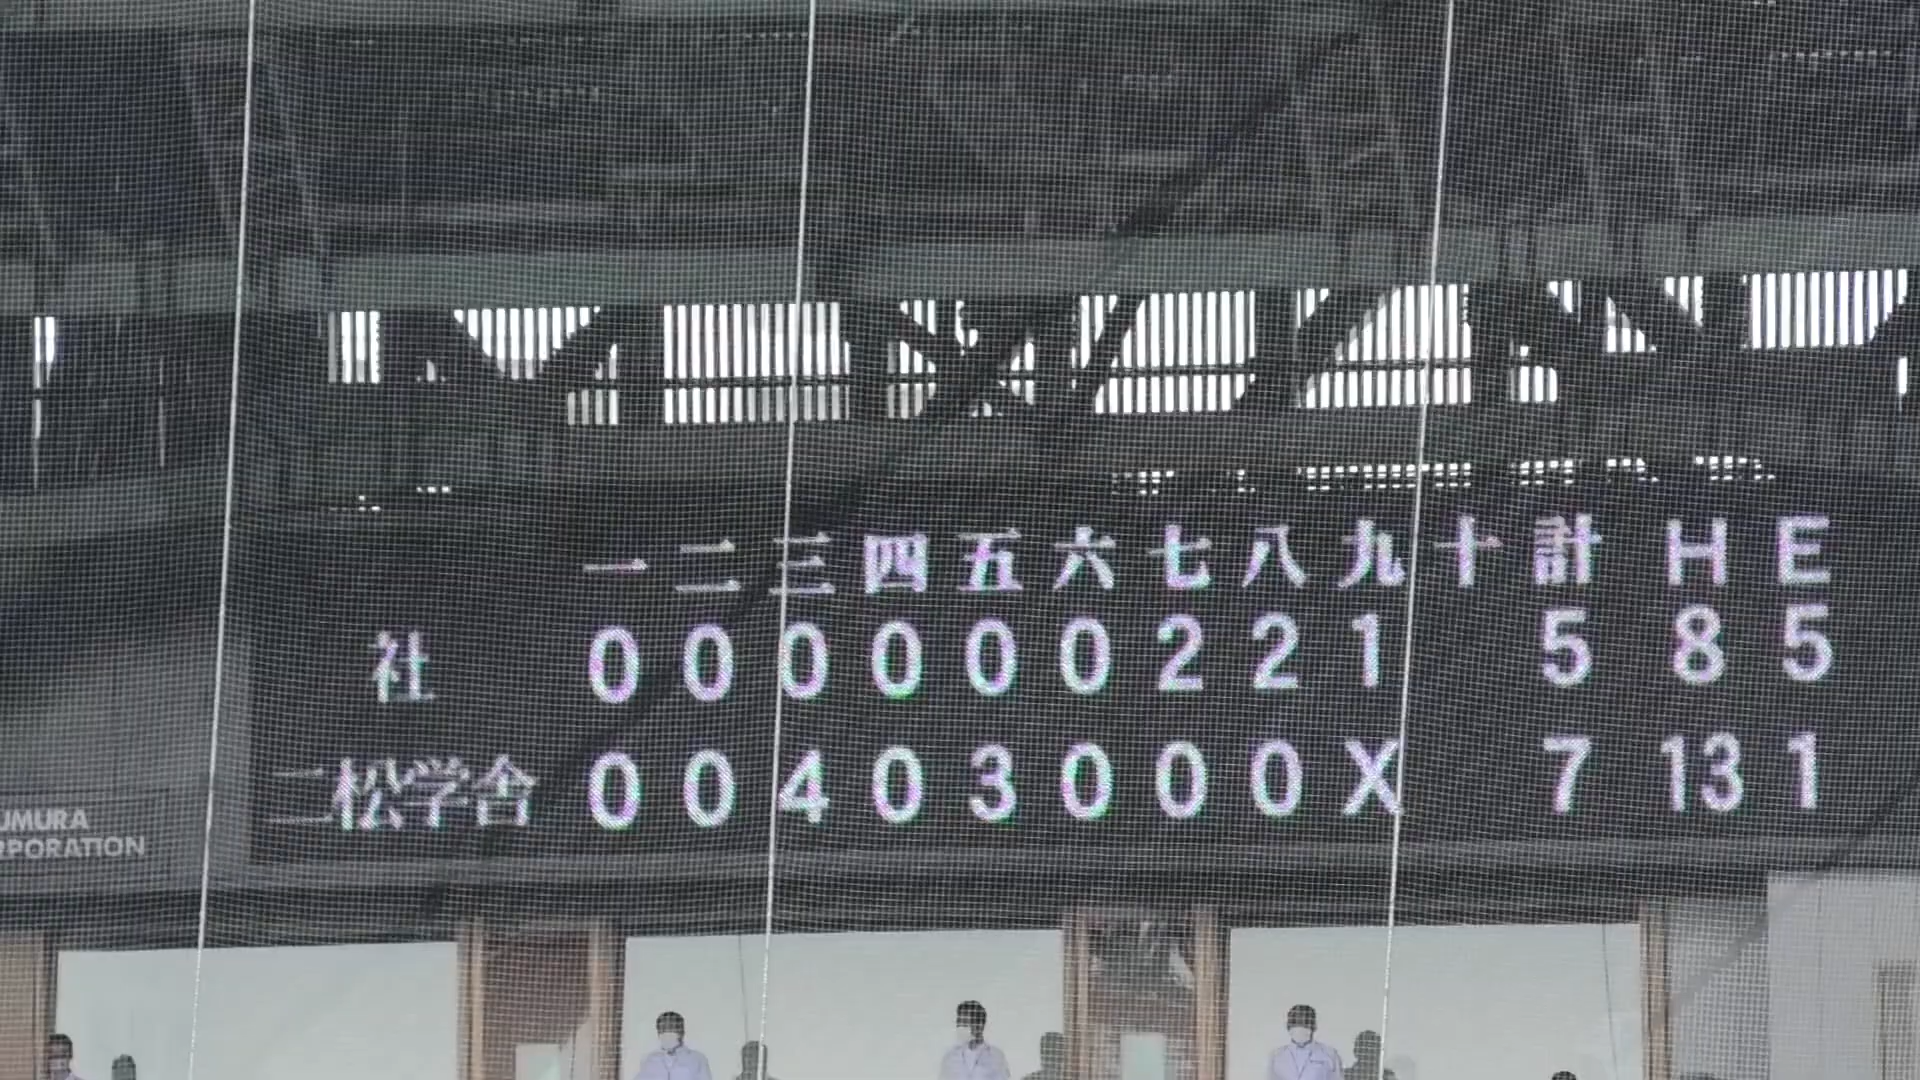 一 二 三 四 五 六 七 八 九 十 計 H E
社 0 0 0 0 0 0 2 2 1 5 8 5
二松学舎 0 0 4 0 3 0 0 0 X 7 13 1
UMURA
RPORATION